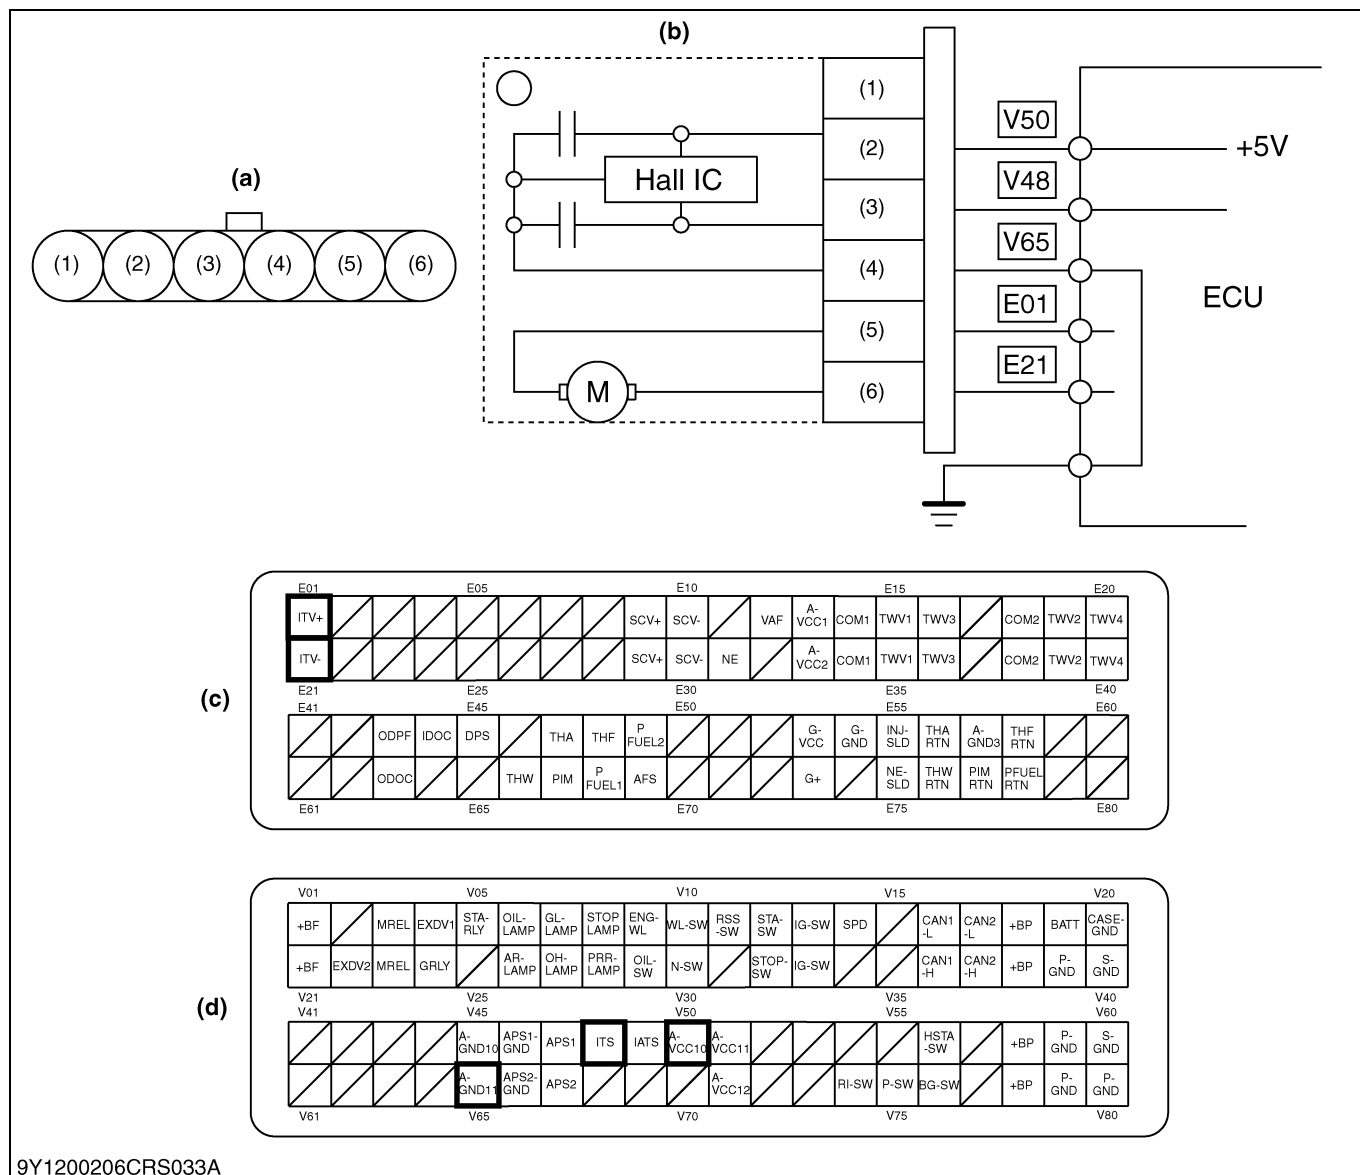 (b)
(1)
V50
(2)
+5V
Hall IC
V48
(a)
(3)
V65
(1) (2) (3) (4) (5) (6)
(4)
E01
ECU
(5)
E21
M
(6)
E01 E05 E10 E15 E20
ITV+ SCV+ SCV- VAF A-VCC1 COM1 TWV1 TWV3 COM2 TWV2 TWV4
ITV- SCV+ SCV- NE A-VCC2 COM1 TWV1 TWV3 COM2 TWV2 TWV4
E21 E25 E30 E35 E40
(c)
E41 E45 E50 E55 E60
ODPF IDOC DPS THA THF P FUEL2 G-VCC G-GND INJ-SLD THA RTN A-GND3 THF RTN
ODOC THW PIM P FUEL1 AFS G+ NE-SLD THW RTN PIM RTN PFUEL RTN
E61 E65 E70 E75 E80
V01 V05 V10 V15 V20
+BF MREL EXDV1 STA-RLY OIL-LAMP GL-LAMP STOP LAMP ENG-WL WL-SW RSS-SW STA-SW IG-SW SPD CAN1-L CAN2-L +BP BATT CASE-GND
+BF EXDV2 MREL GRLY AR-LAMP OH-LAMP PRR-LAMP OIL-SW N-SW STOP-SW IG-SW CAN1-H CAN2-H +BP P-GND S-GND
V21 V25 V30 V35 V40
(d)
V41 V45 V50 V55 V60
A-GND10 APS1-GND APS1 ITS IATS A-VCC10 A-VCC11 HSTA-SW +BP P-GND S-GND
A-GND11 APS2-GND APS2 A-VCC12 RI-SW P-SW BG-SW +BP P-GND P-GND
V61 V65 V70 V75 V80
9Y1200206CRS033A